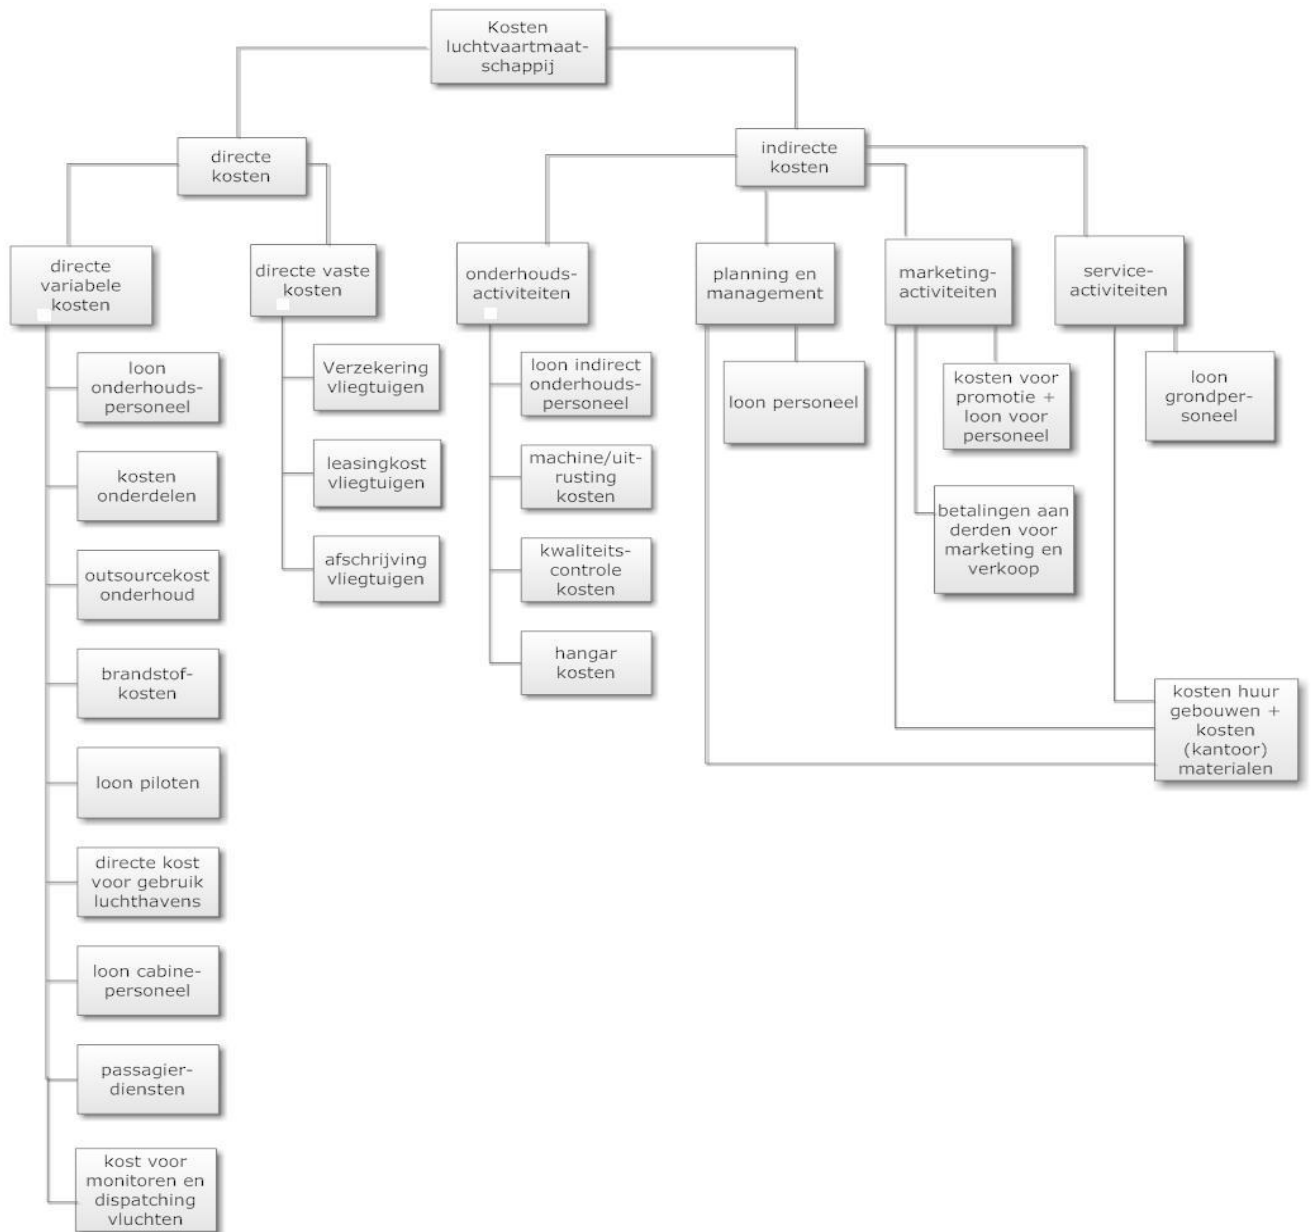 Kosten
luchtvaartmaat-
schappij
directe
kosten
indirecte
kosten
directe
variabele
kosten
directe vaste
kosten
onderhouds-
activiteiten
planning en
management
marketing-
activiteiten
service-
activiteiten
loon
onderhouds-
personeel
kosten
onderdelen
outsourcekost
onderhoud
brandstof-
kosten
loon piloten
directe kost
voor gebruik
luchthavens
loon cabine-
personeel
passagier-
diensten
kost voor
monitoren en
dispatching
vluchten
Verzekering
vliegtuigen
leasingkost
vliegtuigen
afschrijving
vliegtuigen
loon indirect
onderhouds-
personeel
machine/uit-
rusting
kosten
kwaliteits-
controle
kosten
hangar
kosten
loon personeel
kosten voor
promotie +
loon voor
personeel
betalingen aan
derden voor
marketing en
verkoop
loon
grondper-
soneel
kosten huur
gebouwen +
kosten
(kantoor)
materialen